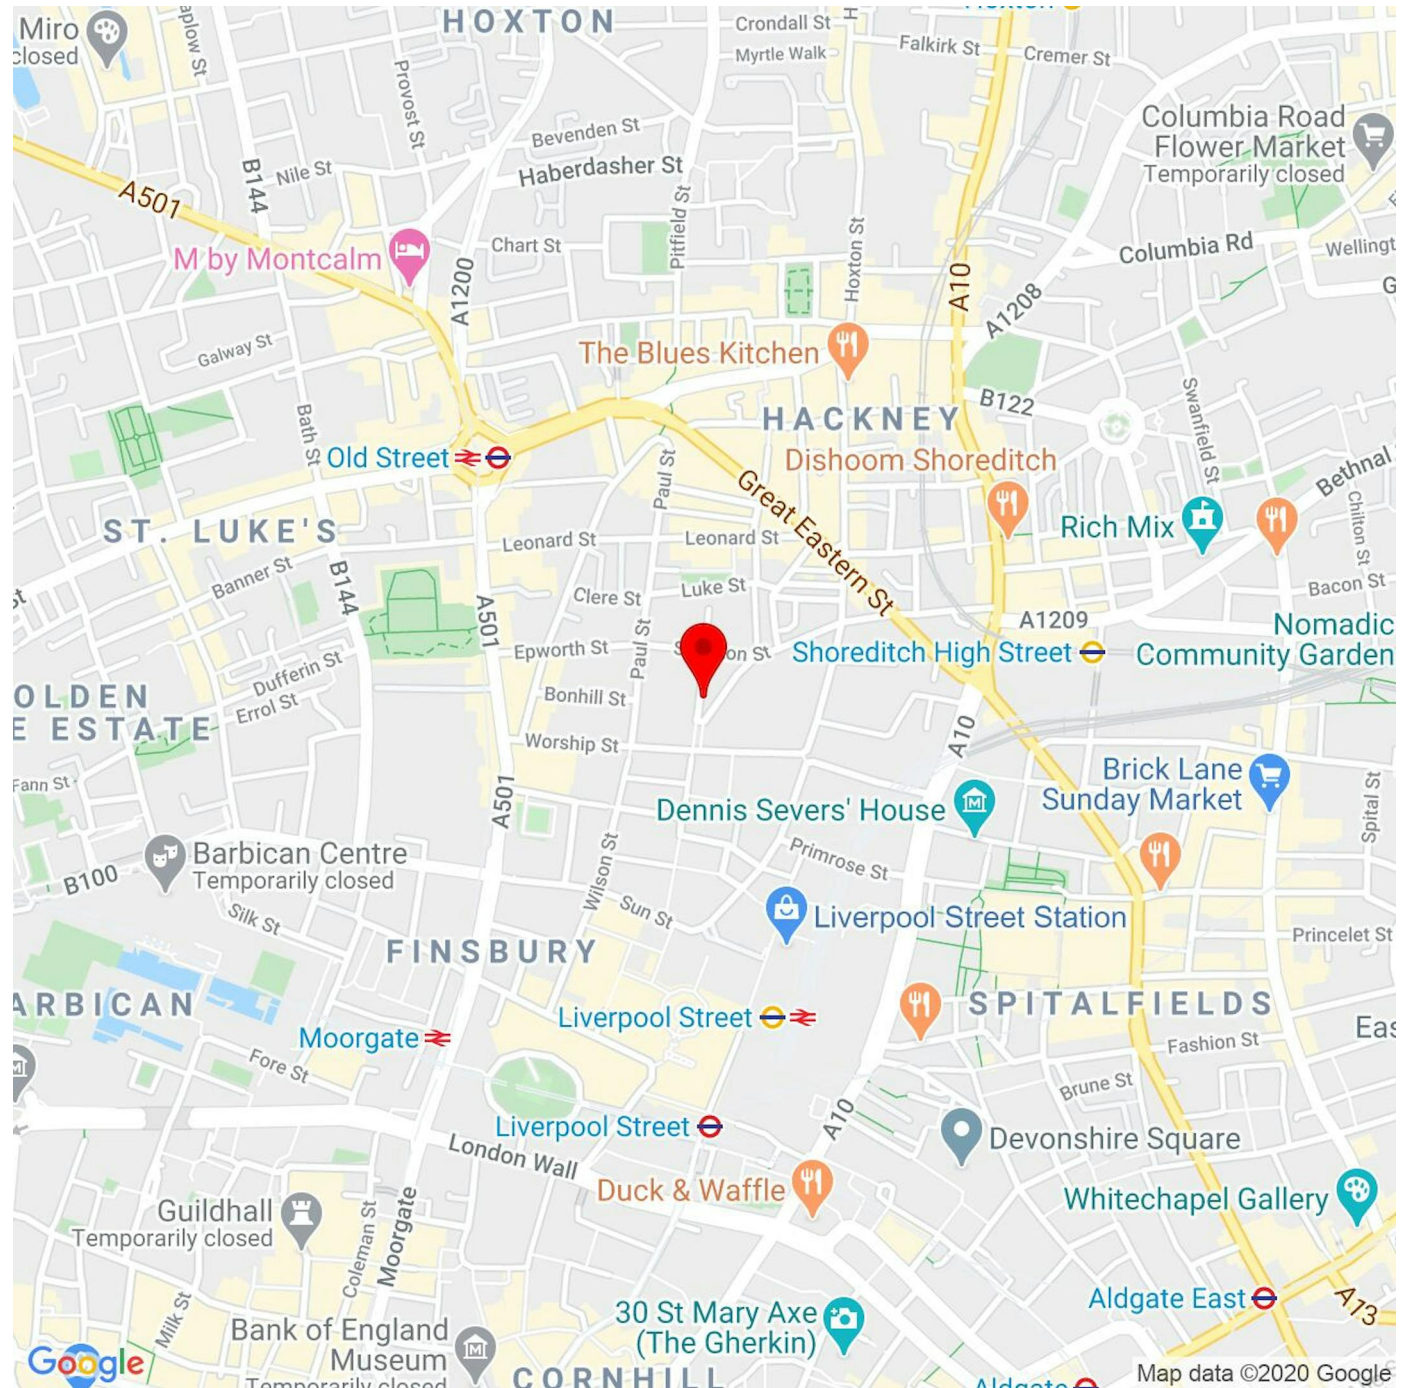 HOXTON
Crondall St
Myrtle Walk
Falkirk St
Cremer St
Miro
closed
Provost St
Bevenden St
Haberdasher St
Nile St
B144
A501
Columbia Road
Flower Market
Temporarily closed
Pitfield St
Hoxton St
Chart St
M by Montcalm
A1200
A10
A1208
Columbia Rd
Galway St
The Blues Kitchen
B122
HACKNEY
Swanfield St
Bath St
Old Street
Dishoom Shoreditch
Bethnal
Paul St
Great Eastern St
Chilton St
ST. LUKE'S
Leonard St
Leonard St
Rich Mix
Banner St
B144
Clere St
Luke St
Bacon St
A501
A1209
Nomadic
Community Garden
Epworth St
Paul St
Shoreditch High Street
Dufferin St
Errol St
Bonhill St
OLDEN
E ESTATE
Worship St
A10
Fann St
A501
Brick Lane
Sunday Market
Spital St
Dennis Severs' House
Barbican Centre
Temporarily closed
B100
Primrose St
Wilson St
Silk St
Sun St
Liverpool Street Station
FINSBURY
Princelet St
ARBICAN
Liverpool Street
SPITALFIELDS
Moorgate
Fore St
Fashion St
Brune St
Liverpool Street
A10
Devonshire Square
London Wall
Duck & Waffle
Whitechapel Gallery
Guildhall
Temporarily closed
Coleman St
Moorgate
Aldgate East
A13
30 St Mary Axe
(The Gherkin)
Milk St
Bank of England
Museum
Temporarily closed
CORNHILL
Aldgate
Google
Map data ©2020 Google